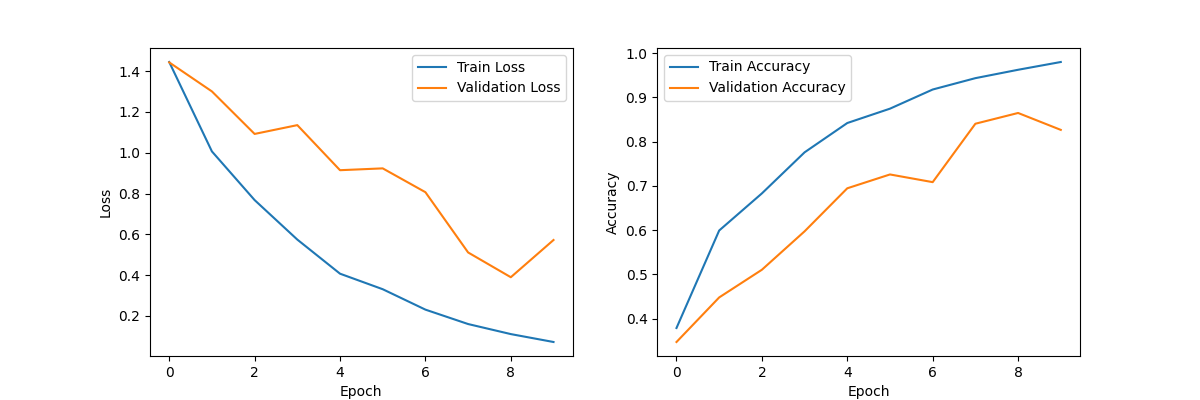 1.4
1.2
1.0
0.8
0.6
0.4
0.2
Loss
0 2 4 6 8
Epoch
Train Loss
Validation Loss
1.0
0.9
0.8
0.7
0.6
0.5
0.4
Accuracy
0 2 4 6 8
Epoch
Train Accuracy
Validation Accuracy